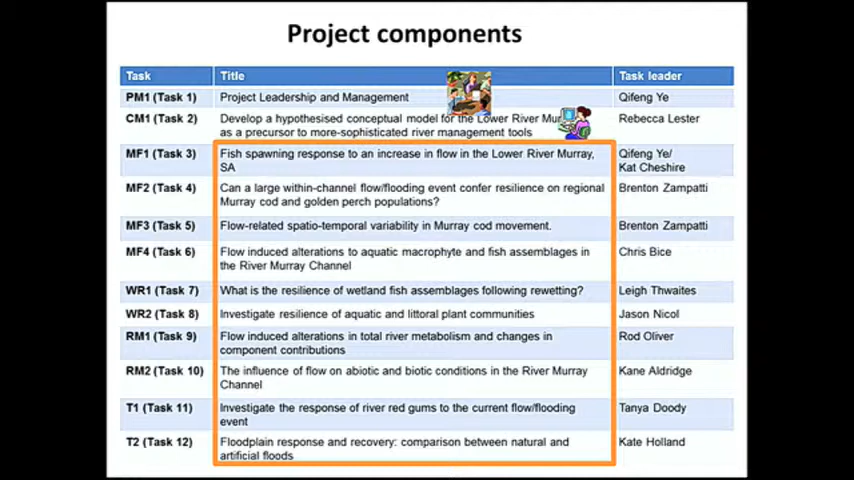 Project components
Task Title Task leader
PM1 (Task 1) Project Leadership and Management Qifeng Ye
CM1 (Task 2) Develop a hypothesised conceptual model for the Lower River Rebecca Lester
as a precursor to more-sophisticated river management tools
MF1 (Task 3) Fish spawning response to an increase in flow in the Lower River Murray, Qifeng Ye/
SA Kat Cheshire
MF2 (Task 4) Can a large within-channel flow/flooding event confer resilience on regional Brenton Zampatti
Murray cod and golden perch populations?
MF3 (Task 5) Flow-related spatio-temporal variability in Murray cod movement. Brenton Zampatti
MF4 (Task 6) Flow induced alterations to aquatic macrophyte and fish assemblages in Chris Bice
the River Murray Channel
WR1 (Task 7) What is the resilience of wetland fish assemblages following rewetting? Leigh Thwaites
WR2 (Task 8) Investigate resilience of aquatic and littoral plant communities Jason Nicol
RM1 (Task 9) Flow induced alterations in total river metabolism and changes in Rod Oliver
component contributions
RM2 (Task 10) The influence of flow on abiotic and biotic conditions in the River Murray Kane Aldridge
Channel
T1 (Task 11) Investigate the response of river red gums to the current flow/flooding Tanya Doody
event
T2 (Task 12) Floodplain response and recovery: comparison between natural and Kate Holland
artificial floods